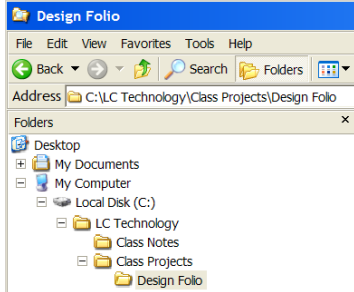 Design Folio
File Edit View Favorites Tools Help
Back Search Folders
Address C:\LC Technology\Class Projects\Design Folio
Folders ×
Desktop
My Documents
My Computer
Local Disk (C:)
LC Technology
Class Notes
Class Projects
Design Folio